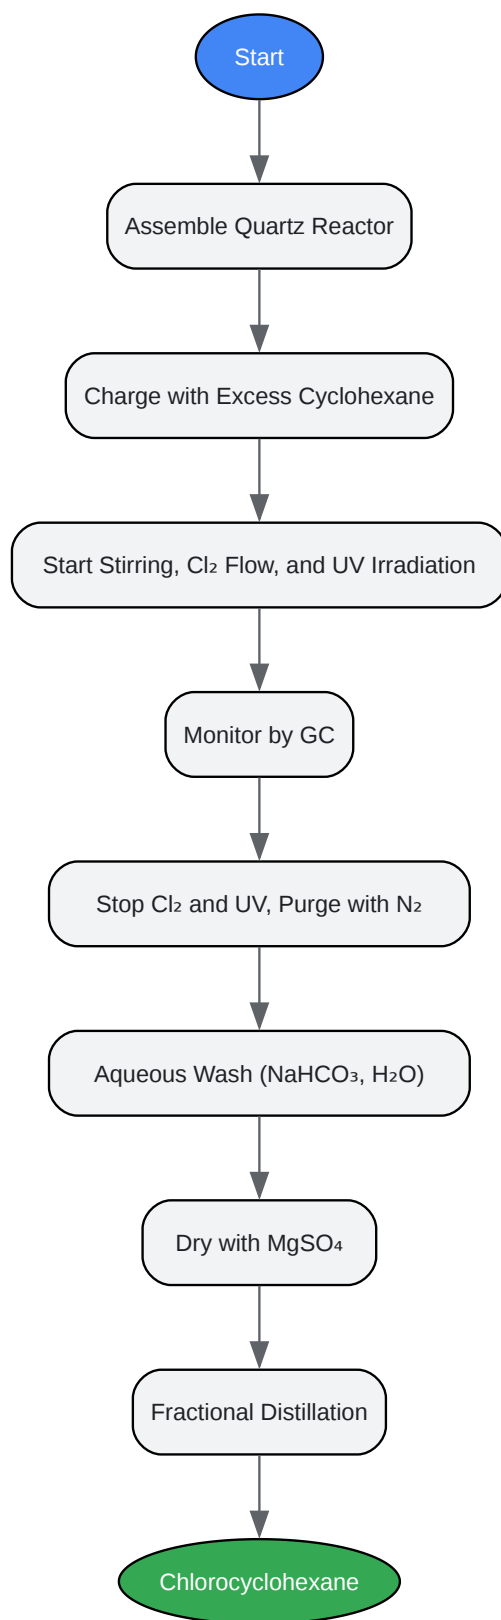 Start
Assemble Quartz Reactor
Charge with Excess Cyclohexane
Start Stirring, Cl₂ Flow, and UV Irradiation
Monitor by GC
Stop Cl₂ and UV, Purge with N₂
Aqueous Wash (NaHCO₃, H₂O)
Dry with MgSO₄
Fractional Distillation
Chlorocyclohexane